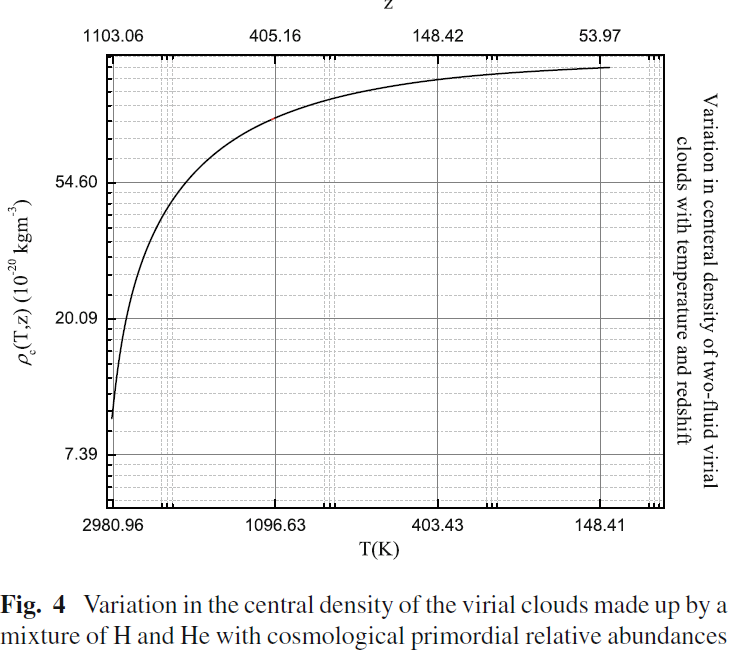 z
1103.06 405.16 148.42 53.97
54.60
20.09
7.39
ρc(T,z) (10-20 kgm-3)
2980.96 1096.63 403.43 148.41
T(K)
Variation in centeral density of two-fluid virial
clouds with temperature and redshift
Fig. 4 Variation in the central density of the virial clouds made up by a
mixture of H and He with cosmological primordial relative abundances